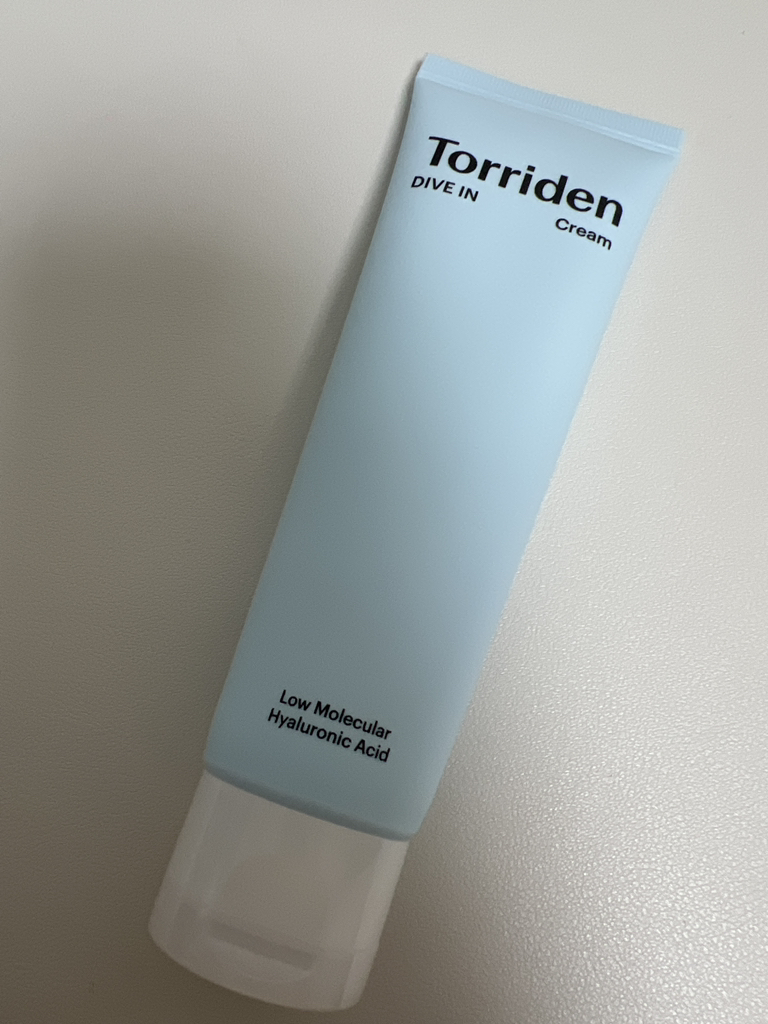 Torriden
DIVE IN
Cream
Low Molecular
Hyaluronic Acid